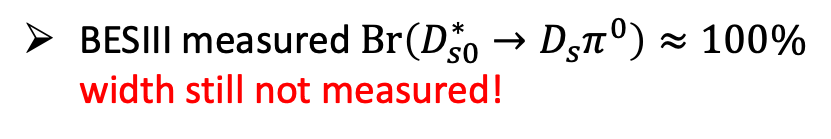 ➤ BESIII measured Br(D*s0 → Dsπ⁰) ≈ 100%
width still not measured!